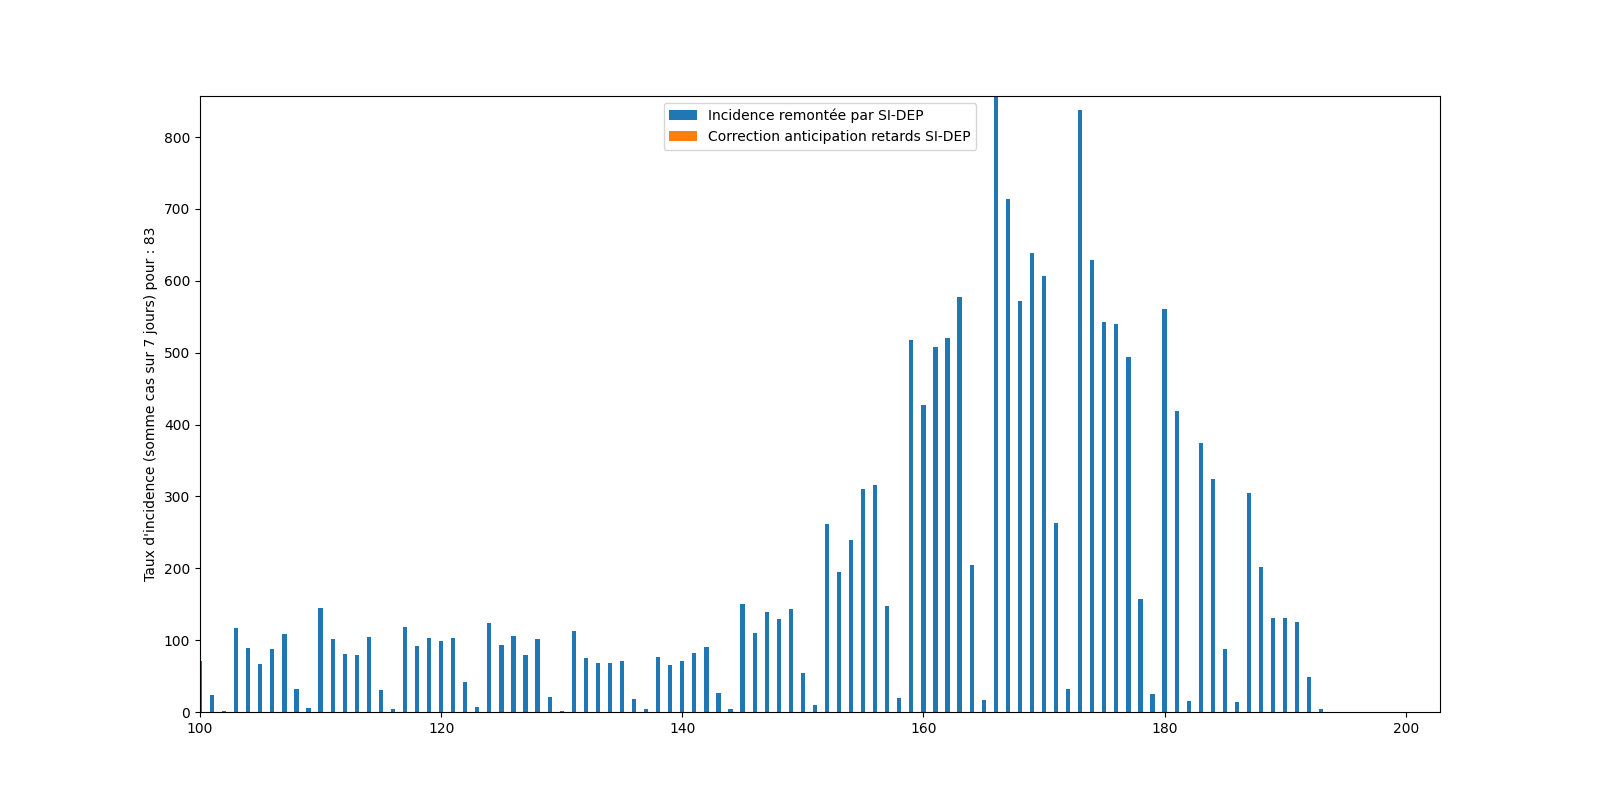 Incidence remontée par SI-DEP
Correction anticipation retards SI-DEP
Taux d'incidence (somme cas sur 7 jours) pour : 83
800
700
600
500
400
300
200
100
0
100 120 140 160 180 200